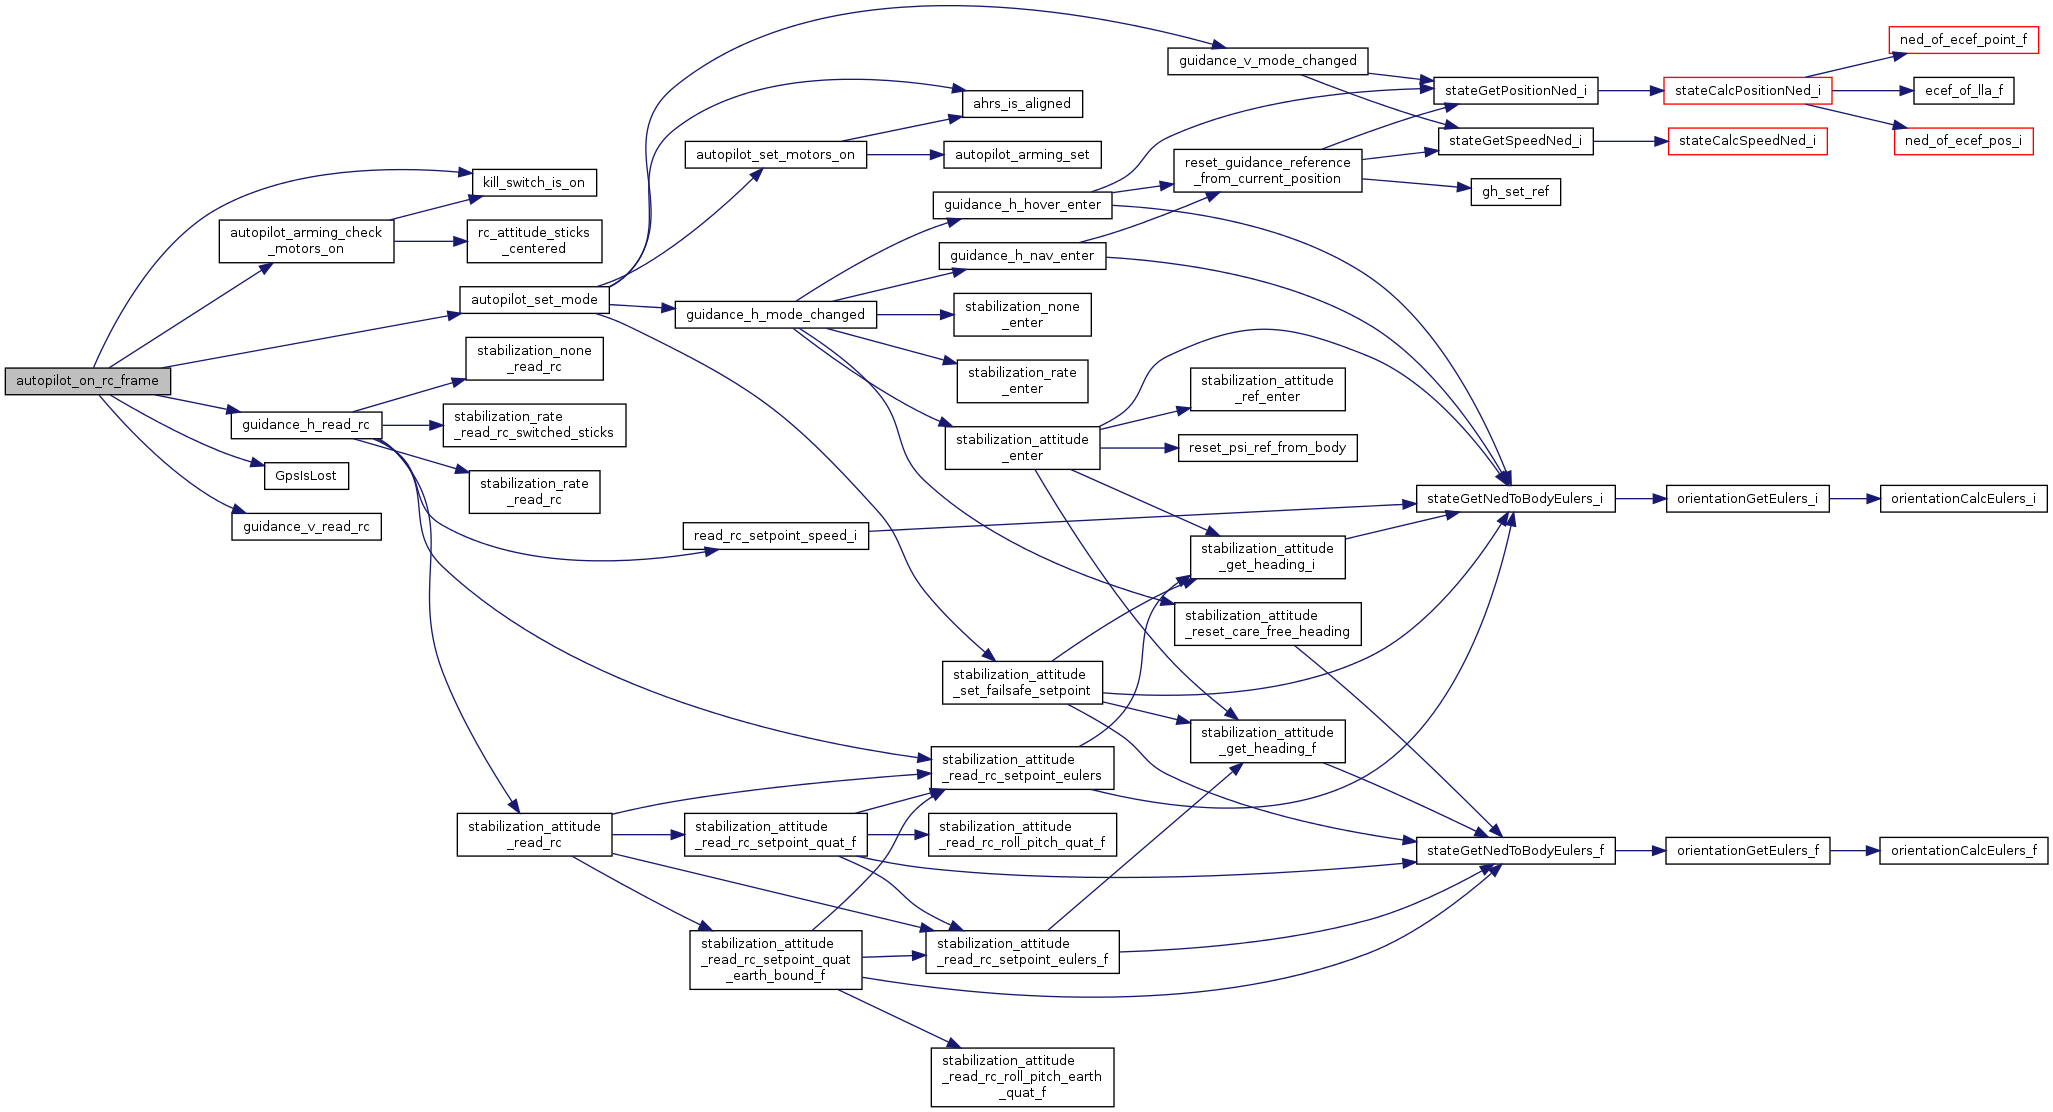 autopilot_on_rc_frame
kill_switch_is_on
autopilot_arming_check
_motors_on
rc_attitude_sticks
_centered
autopilot_set_mode
guidance_h_read_rc
GpsIsLost
guidance_v_read_rc
stabilization_none
_read_rc
stabilization_rate
_read_rc_switched_sticks
stabilization_rate
_read_rc
stabilization_attitude
_read_rc
autopilot_set_motors_on
guidance_h_mode_changed
read_rc_setpoint_speed_i
stabilization_attitude
_read_rc_setpoint_quat_f
stabilization_attitude
_read_rc_setpoint_quat
_earth_bound_f
ahrs_is_aligned
autopilot_arming_set
guidance_h_hover_enter
guidance_h_nav_enter
stabilization_none
_enter
stabilization_rate
_enter
stabilization_attitude
_enter
stabilization_attitude
_set_failsafe_setpoint
stabilization_attitude
_read_rc_setpoint_eulers
stabilization_attitude
_read_rc_roll_pitch_quat_f
stabilization_attitude
_read_rc_setpoint_eulers_f
stabilization_attitude
_read_rc_roll_pitch_earth
_quat_f
guidance_v_mode_changed
reset_guidance_reference
_from_current_position
stabilization_attitude
_ref_enter
reset_psi_ref_from_body
stabilization_attitude
_get_heading_i
stabilization_attitude
_reset_care_free_heading
stabilization_attitude
_get_heading_f
stateGetPositionNed_i
stateGetSpeedNed_i
gh_set_ref
stateGetNedToBodyEulers_i
stateGetNedToBodyEulers_f
stateCalcPositionNed_i
stateCalcSpeedNed_i
orientationGetEulers_i
orientationGetEulers_f
ned_of_ecef_point_f
ecef_of_lla_f
ned_of_ecef_pos_i
orientationCalcEulers_i
orientationCalcEulers_f